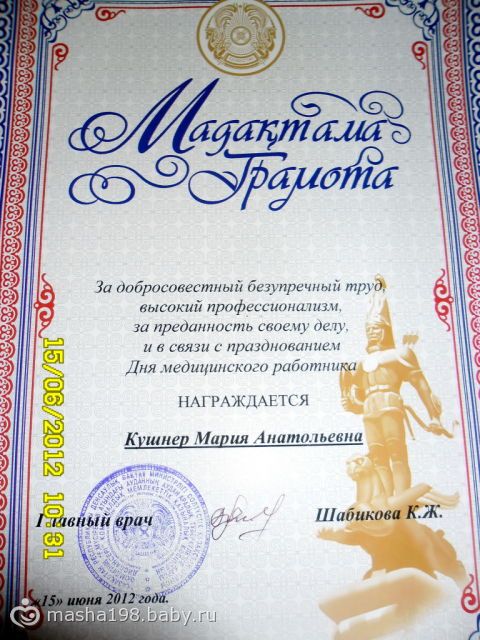 Мадақтама
Грамота
За добросовестный безупречный труд,
высокий профессионализм,
за преданность своему делу,
и в связи с празднованием
Дня медицинского работника
НАГРАЖДАЕТСЯ
Кушнер Мария Анатольевна
Главный врач
Шабикова К.Ж.
«15» июня 2012 года.
15/06/2012 10:31
masha198.baby.ru